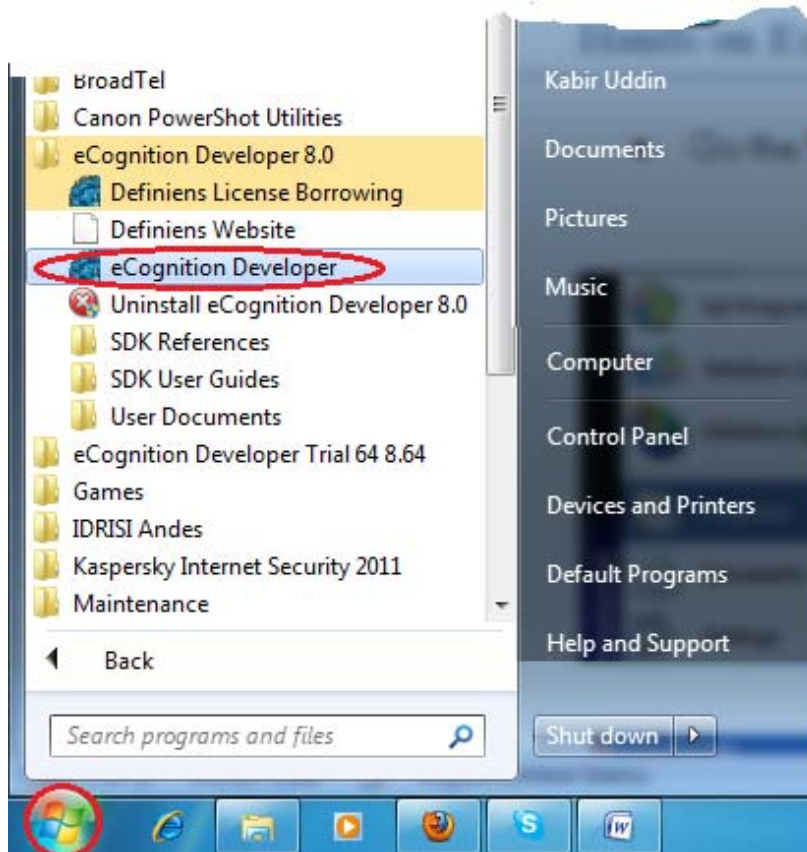 BroadTel
Canon PowerShot Utilities
eCognition Developer 8.0
Definiens License Borrowing
Definiens Website
eCognition Developer
Uninstall eCognition Developer 8.0
SDK References
SDK User Guides
User Documents
eCognition Developer Trial 64 8.64
Games
IDRISI Andes
Kaspersky Internet Security 2011
Maintenance
Back
Search programs and files
Kabir Uddin
Documents
Pictures
Music
Computer
Control Panel
Devices and Printers
Default Programs
Help and Support
Shut down